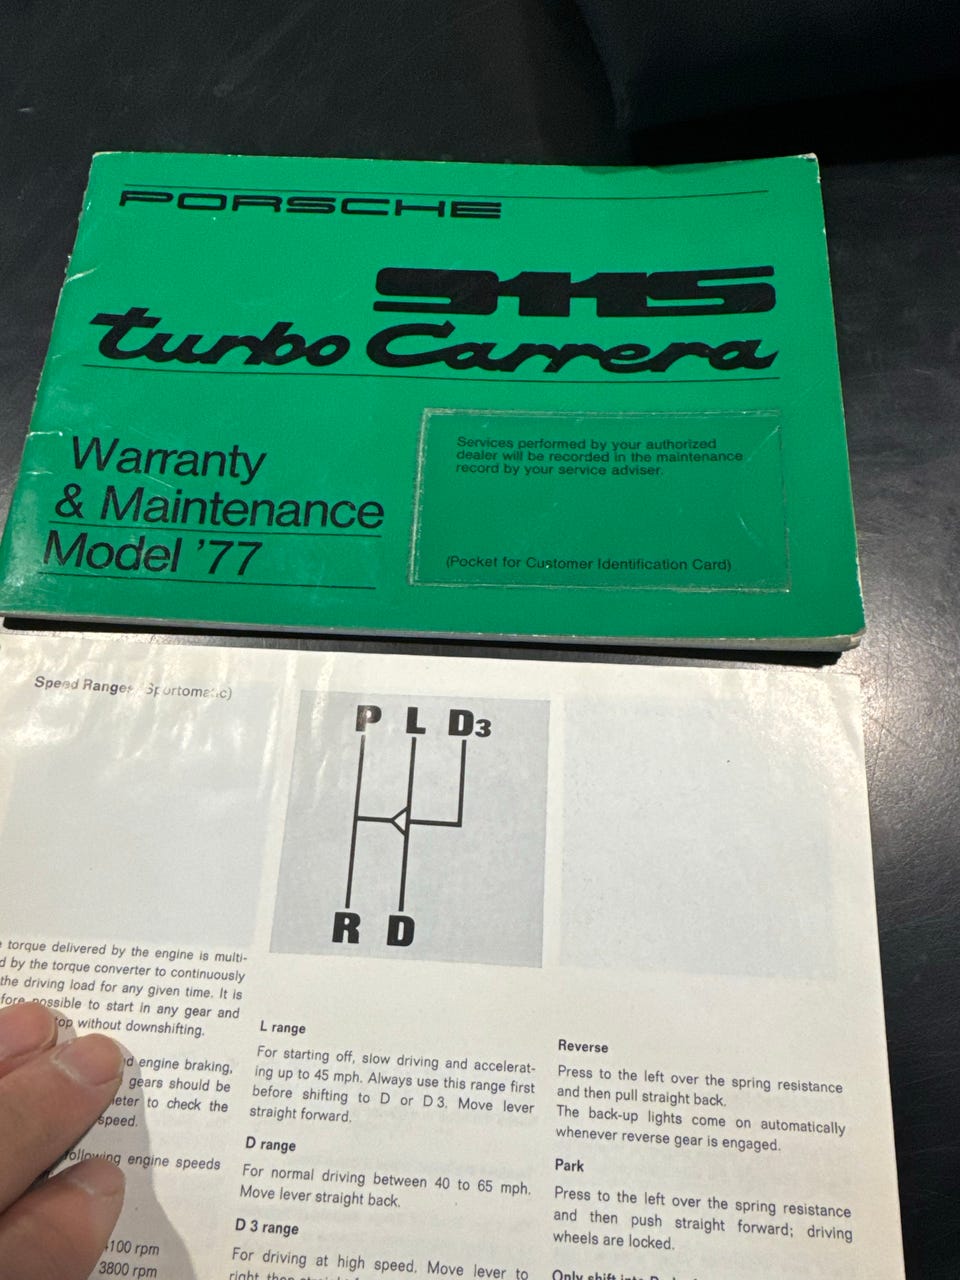 PORSCHE
911S
turbo Carrera
Warranty
& Maintenance
Model '77
Services performed by your authorized
dealer will be recorded in the maintenance
record by your service adviser.
(Pocket for Customer Identification Card)
Speed Ranges (Sportomatic)
P L D3
R D
torque delivered by the engine is multi-
by the torque converter to continuously
the driving load for any given time. It is
possible to start in any gear and
without downshifting.
engine braking,
gears should be
to check the
speed.
following engine speeds
4100 rpm
3800 rpm
L range
For starting off, slow driving and accelerat-
ing up to 45 mph. Always use this range first
before shifting to D or D 3. Move lever
straight forward.
D range
For normal driving between 40 to 65 mph.
Move lever straight back.
D 3 range
For driving at high speed. Move lever to
right then
Reverse
Press to the left over the spring resistance
and then pull straight back.
The back-up lights come on automatically
whenever reverse gear is engaged.
Park
Press to the left over the spring resistance
and then push straight forward; driving
wheels are locked.
Only shift into